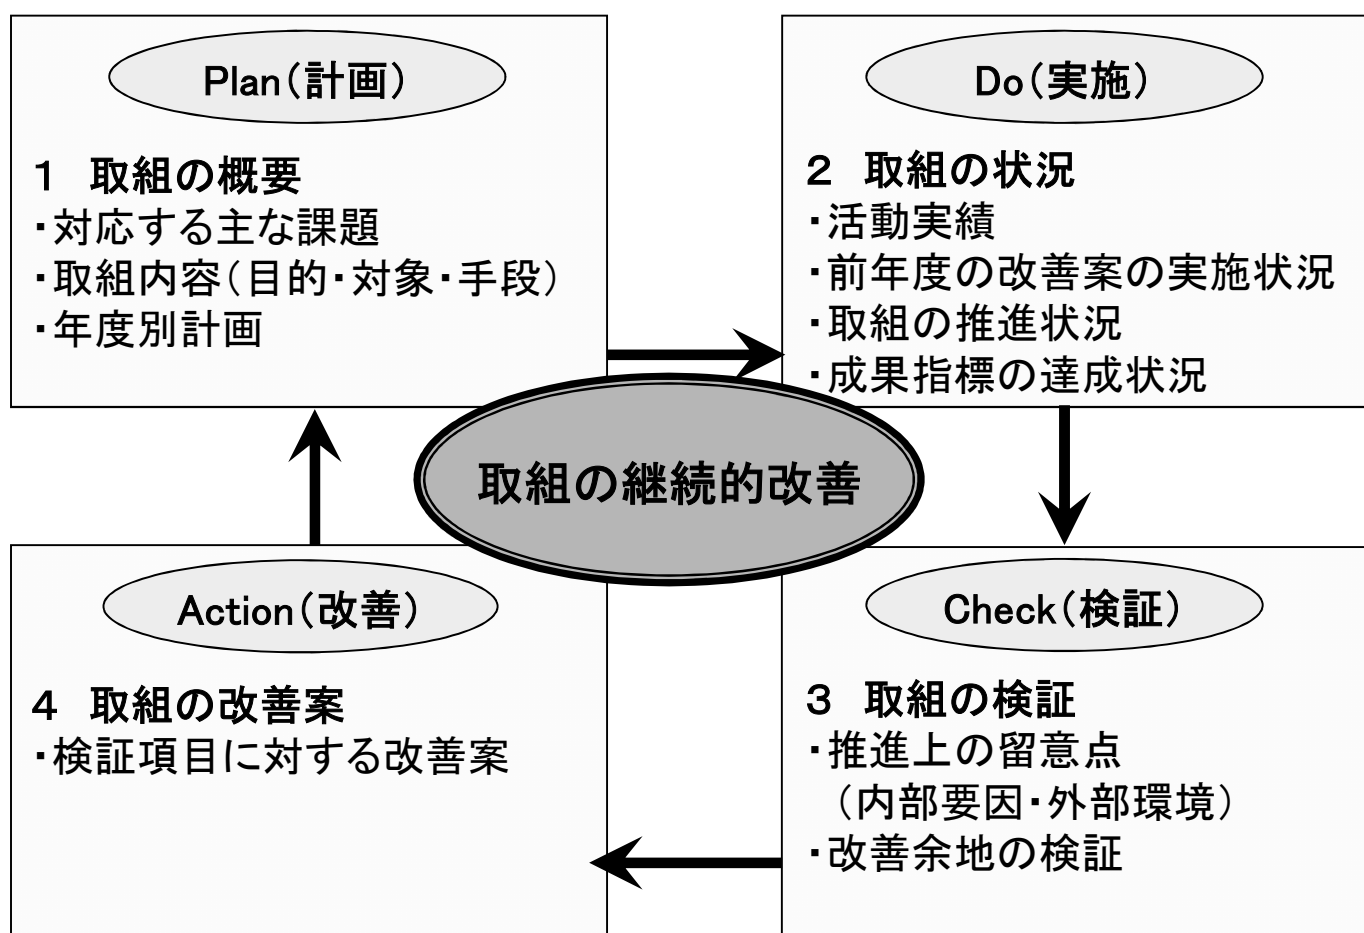 Plan(計画)
1 取組の概要
・対応する主な課題
・取組内容(目的・対象・手段)
・年度別計画
Do(実施)
2 取組の状況
・活動実績
・前年度の改善案の実施状況
・取組の推進状況
・成果指標の達成状況
取組の継続的改善
Check(検証)
3 取組の検証
・推進上の留意点
(内部要因・外部環境)
・改善余地の検証
Action(改善)
4 取組の改善案
・検証項目に対する改善案